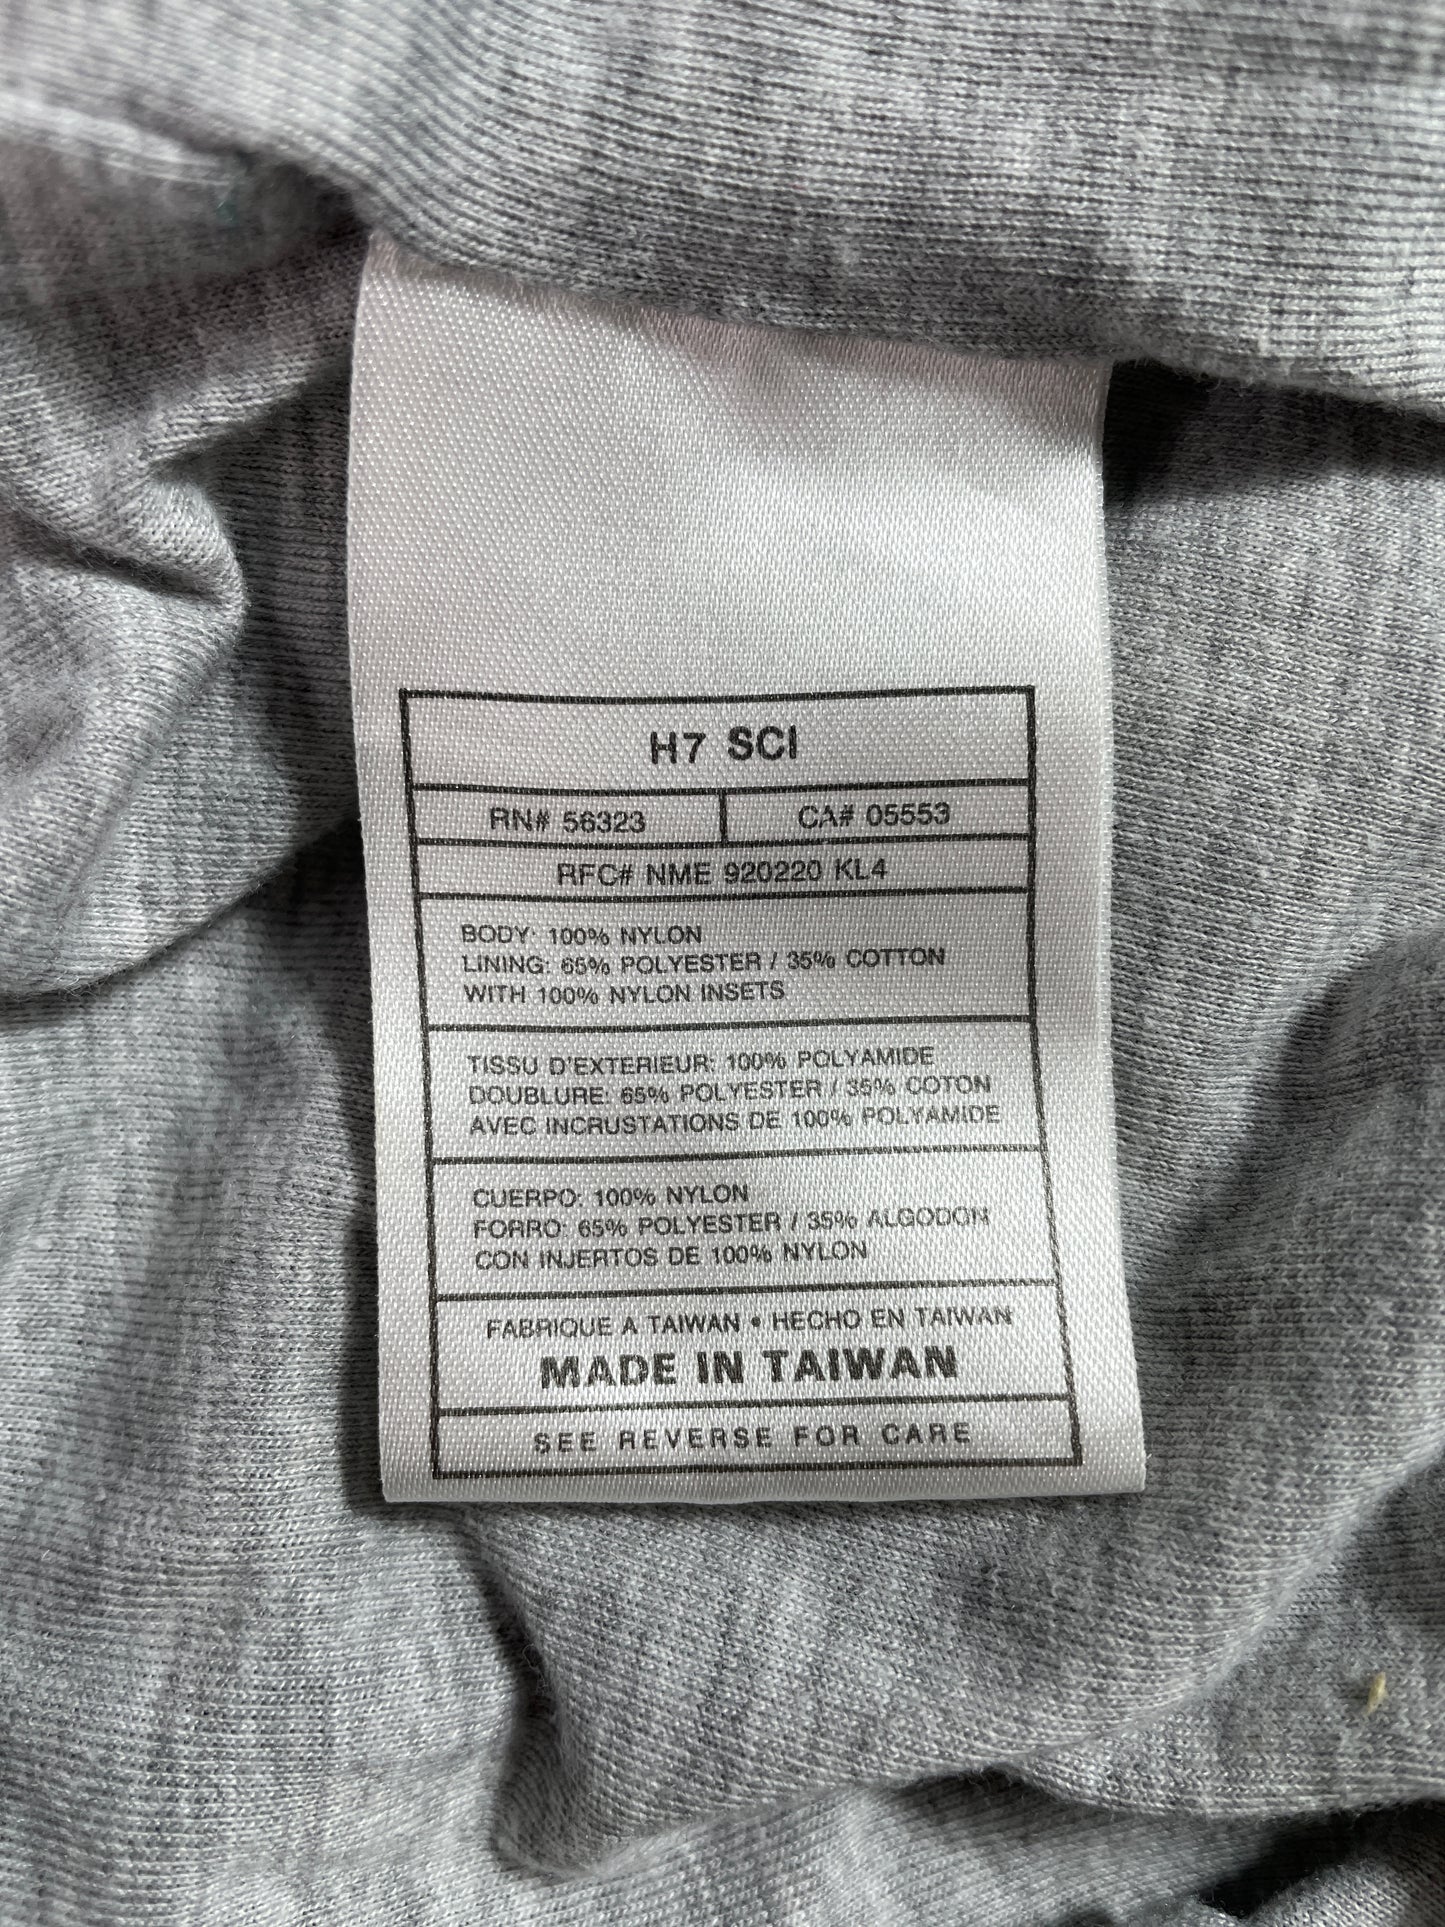 H7 SCI
RN# 56323 CA# 05553
RFC# NME 920220 KL4
BODY: 100% NYLON
LINING: 65% POLYESTER / 35% COTTON
WITH 100% NYLON INSETS
TISSU D'EXTERIEUR: 100% POLYAMIDE
DOUBLURE: 65% POLYESTER / 35% COTON
AVEC INCRUSTATIONS DE 100% POLYAMIDE
CUERPO: 100% NYLON
FORRO: 65% POLYESTER / 35% ALGODON
CON INJERTOS DE 100% NYLON
FABRIQUE A TAIWAN • HECHO EN TAIWAN
MADE IN TAIWAN
SEE REVERSE FOR CARE